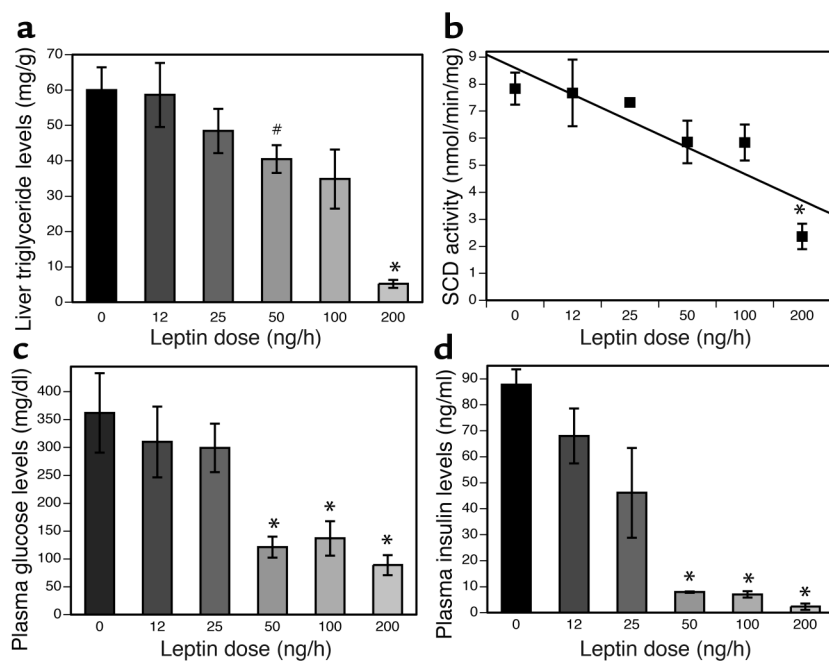 a
Liver triglyceride levels (mg/g)
70
60
50
40
30
20
10
0
#
*
0 12 25 50 100 200
Leptin dose (ng/h)
b
SCD activity (nmol/min/mg)
9
8
7
6
5
4
3
2
1
0
*
0 12 25 50 100 200
Leptin dose (ng/h)
c
Plasma glucose levels (mg/dl)
400
350
300
250
200
150
100
50
0
* * *
0 12 25 50 100 200
Leptin dose (ng/h)
d
Plasma insulin levels (ng/ml)
90
80
70
60
50
40
30
20
10
0
* * *
0 12 25 50 100 200
Leptin dose (ng/h)